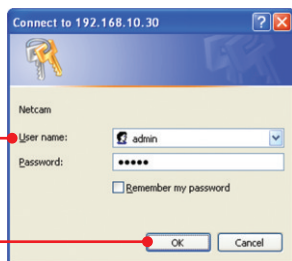 Connect to 192.168.10.30
Netcam
User name:
admin
Password:
•••••
Remember my password
OK
Cancel